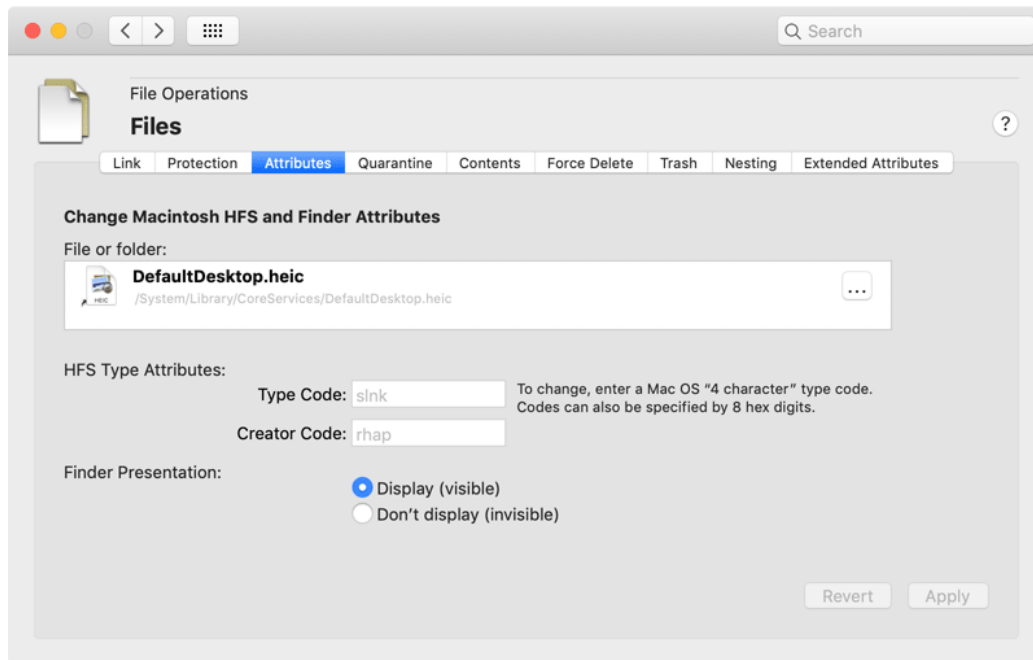 Search
File Operations
Files
?
Link Protection Attributes Quarantine Contents Force Delete Trash Nesting Extended Attributes
Change Macintosh HFS and Finder Attributes
File or folder:
DefaultDesktop.heic
HEIC
/System/Library/CoreServices/DefaultDesktop.heic
...
HFS Type Attributes:
Type Code: slnk
To change, enter a Mac OS “4 character” type code.
Codes can also be specified by 8 hex digits.
Creator Code: rhap
Finder Presentation:
Display (visible)
Don't display (invisible)
Revert Apply